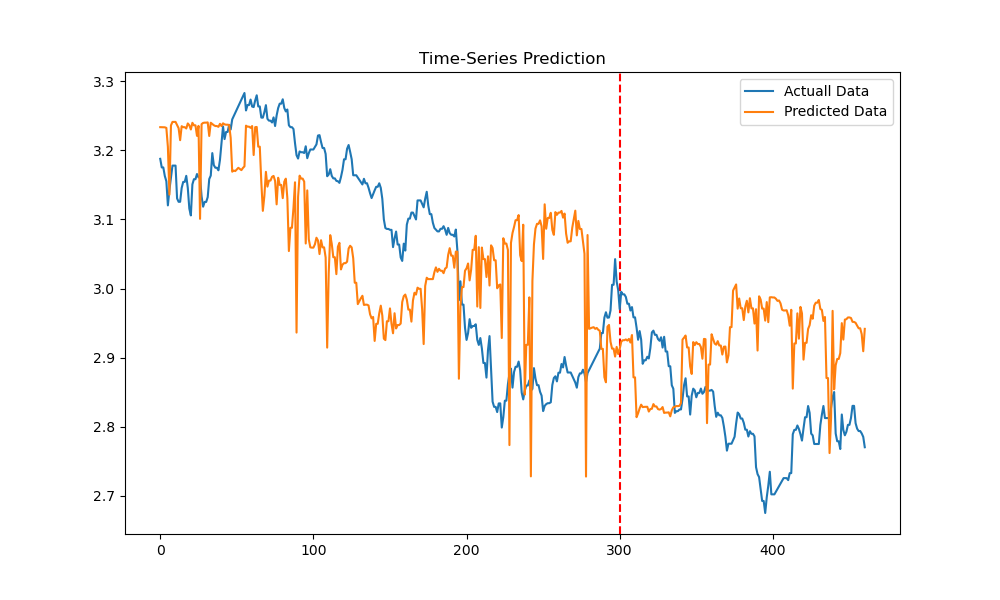 Time-Series Prediction
Actuall Data
Predicted Data
3.3
3.2
3.1
3.0
2.9
2.8
2.7
0 100 200 300 400